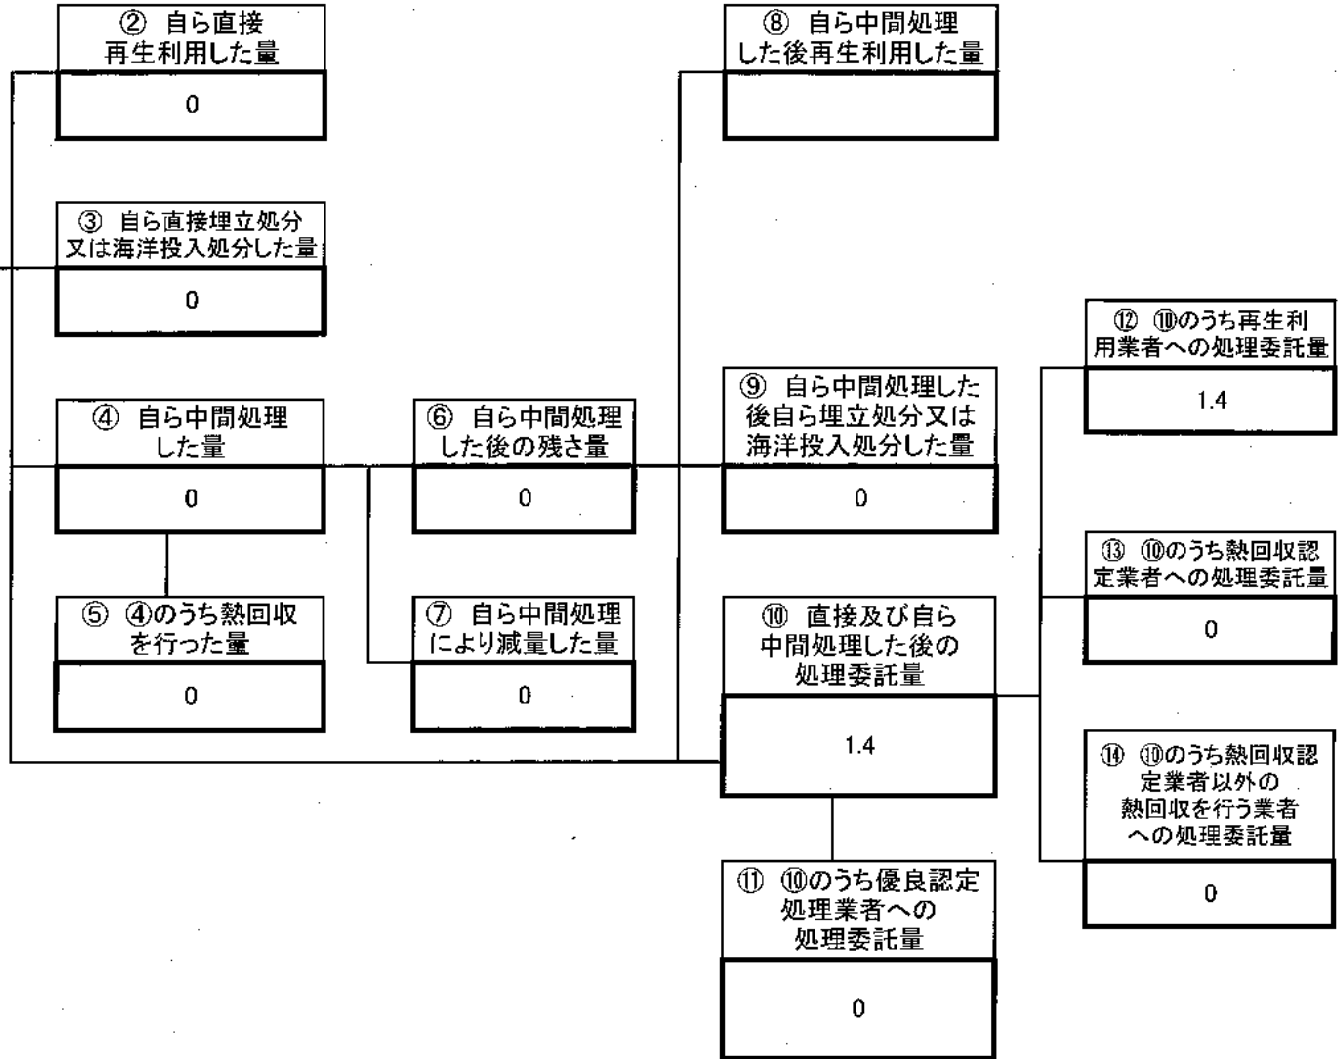 ② 自ら直接
再生利用した量
0
③ 自ら直接埋立処分
又は海洋投入処分した量
0
④ 自ら中間処理
した量
0
⑤ ④のうち熱回収
を行った量
0
⑥ 自ら中間処理
した後の残さ量
0
⑦ 自ら中間処理
により減量した量
0
⑧ 自ら中間処理
した後再生利用した量
⑨ 自ら中間処理した
後自ら埋立処分又は
海洋投入処分した量
0
⑩ 直接及び自ら
中間処理した後の
処理委託量
1.4
⑪ ⑩のうち優良認定
処理業者への
処理委託量
0
⑫ ⑩のうち再生利
用業者への処理委託量
1.4
⑬ ⑩のうち熱回収認
定業者への処理委託量
0
⑭ ⑩のうち熱回収認
定業者以外の
熱回収を行う業者
への処理委託量
0